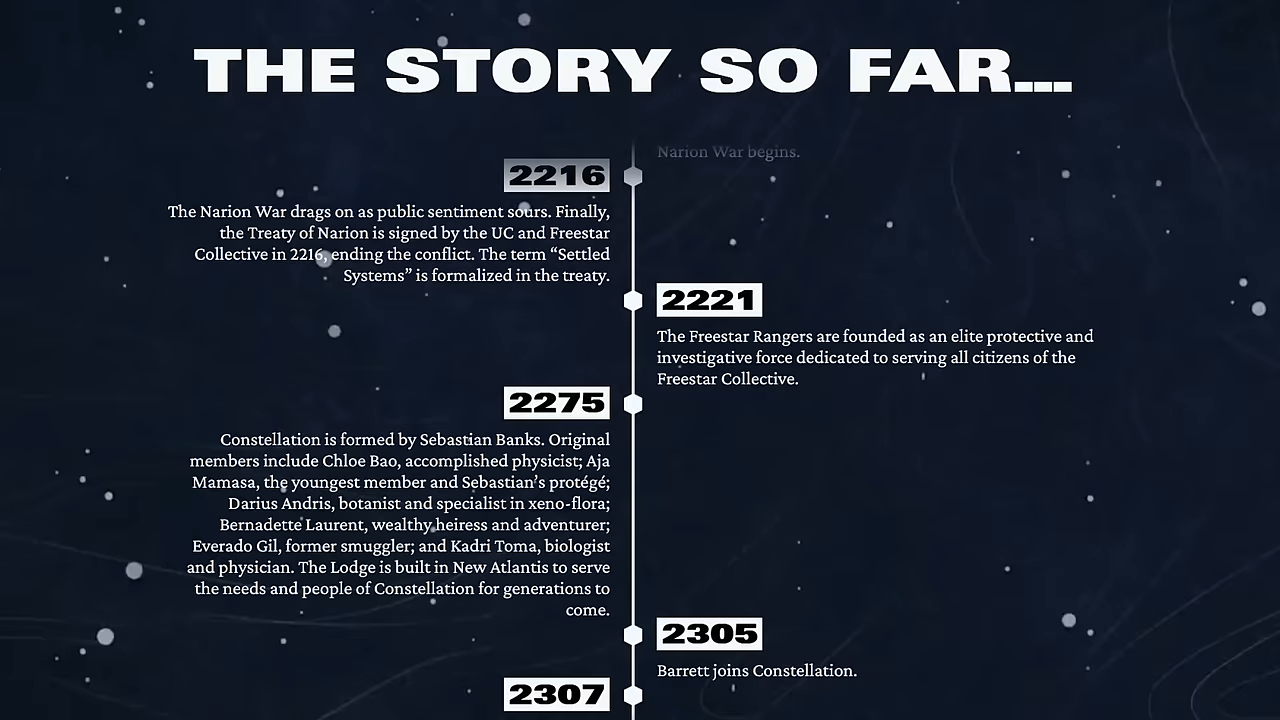 THE STORY SO FAR...
Narion War begins.
2216
The Narion War drags on as public sentiment sours. Finally,
the Treaty of Narion is signed by the UC and Freestar
Collective in 2216, ending the conflict. The term “Settled
Systems” is formalized in the treaty.
2221
The Freestar Rangers are founded as an elite protective and
investigative force dedicated to serving all citizens of the
Freestar Collective.
2275
Constellation is formed by Sebastian Banks. Original
members include Chloe Bao, accomplished physicist; Aja
Mamasa, the youngest member and Sebastian’s protégé;
Darius Andris, botanist and specialist in xeno-flora;
Bernadette Laurent, wealthy heiress and adventurer;
Everado Gil, former smuggler; and Kadri Toma, biologist
and physician. The Lodge is built in New Atlantis to serve
the needs and people of Constellation for generations to
come.
2305
Barrett joins Constellation.
2307